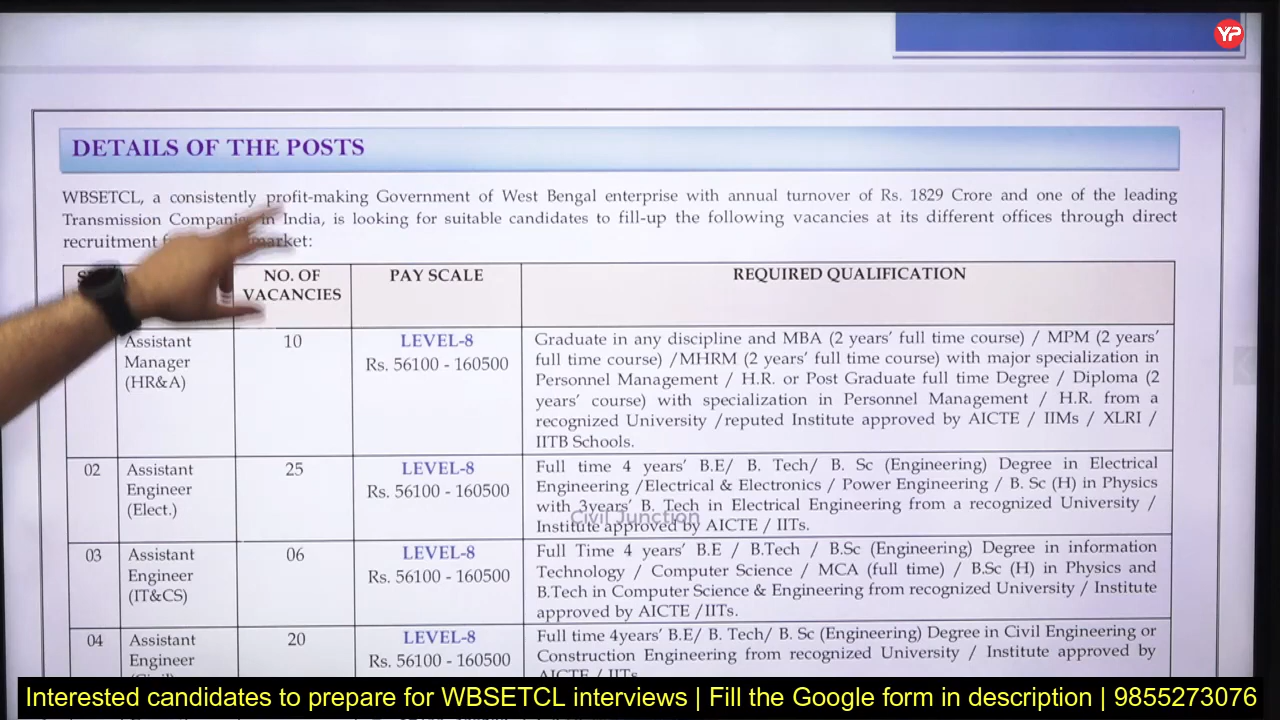 YP
DETAILS OF THE POSTS
WBSETCL, a consistently profit-making Government of West Bengal enterprise with annual turnover of Rs. 1829 Crore and one of the leading
Transmission in India, is looking for suitable candidates to fill-up the following vacancies at its different offices through direct
recruitment market:
NO. OF
VACANCIES
PAY SCALE
REQUIRED QUALIFICATION
Assistant
Manager
(HR&A)
10
LEVEL-8
Rs. 56100 - 160500
Graduate in any discipline and MBA (2 years’ full time course) / MPM (2 years’
full time course) /MHRM (2 years’ full time course) with major specialization in
Personnel Management / H.R. or Post Graduate full time Degree / Diploma (2
years’ course) with specialization in Personnel Management / H.R. from a
recognized University /reputed Institute approved by AICTE / IIMs / XLRI /
IITB Schools.
02
Assistant
Engineer
(Elect.)
25
LEVEL-8
Rs. 56100 - 160500
Full time 4 years’ B.E/ B. Tech/ B. Sc (Engineering) Degree in Electrical
Engineering /Electrical & Electronics / Power Engineering / B. Sc (H) in Physics
with 3years’ B. Tech in Electrical Engineering from a recognized University /
Institute approved by AICTE / IITs.
Civil Junction
03
Assistant
Engineer
(IT&CS)
06
LEVEL-8
Rs. 56100 - 160500
Full Time 4 years’ B.E / B.Tech / B.Sc (Engineering) Degree in information
Technology / Computer Science / MCA (full time) / B.Sc (H) in Physics and
B.Tech in Computer Science & Engineering from recognized University / Institute
approved by AICTE /IITs.
04
Assistant
Engineer
20
LEVEL-8
Rs. 56100 - 160500
Full time 4years’ B.E/ B. Tech/ B. Sc (Engineering) Degree in Civil Engineering or
Construction Engineering from recognized University / Institute approved by
AICTE / IITs
Interested candidates to prepare for WBSETCL interviews | Fill the Google form in description | 9855273076